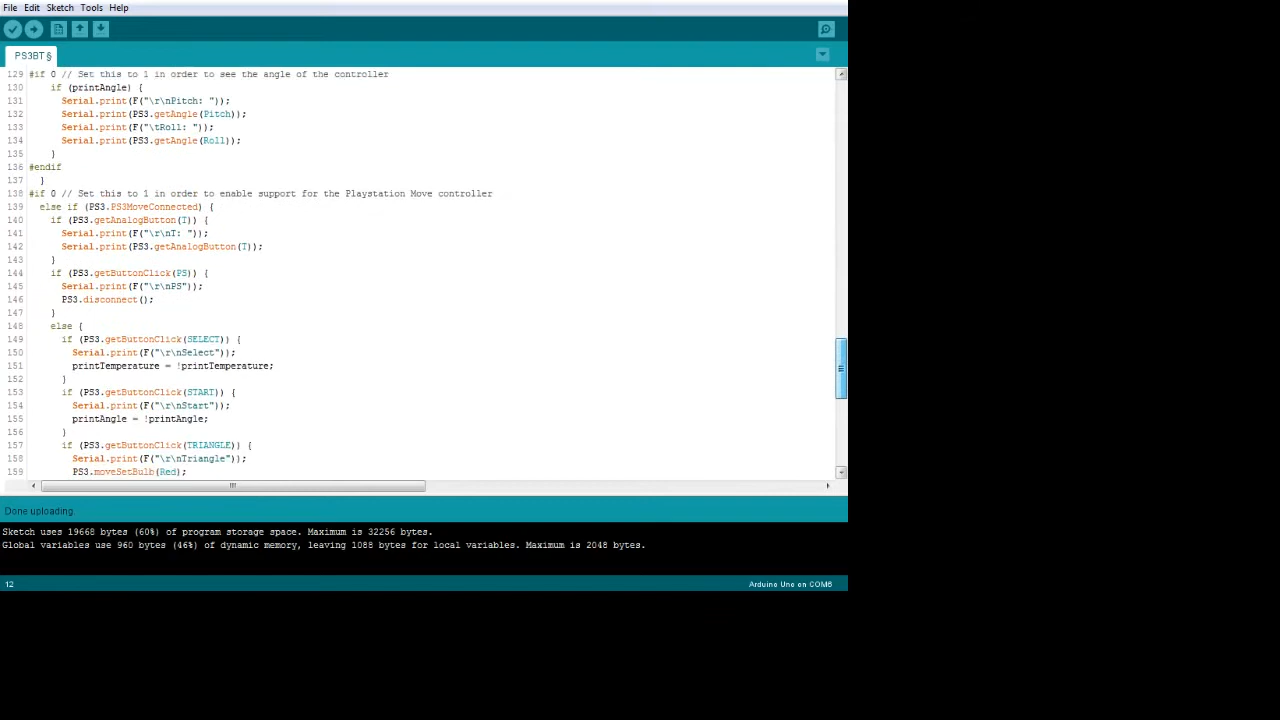 File Edit Sketch Tools Help
PS3BT §
129 #if 0 // Set this to 1 in order to see the angle of the controller
130 if (printAngle) {
131 Serial.print(F("\r\nPitch: "));
132 Serial.print(PS3.getAngle(Pitch));
133 Serial.print(F("\tRoll: "));
134 Serial.print(PS3.getAngle(Roll));
135 }
136 #endif
137 }
138 #if 0 // Set this to 1 in order to enable support for the Playstation Move controller
139 else if (PS3.PS3MoveConnected) {
140 if (PS3.getAnalogButton(T)) {
141 Serial.print(F("\r\nT: "));
142 Serial.print(PS3.getAnalogButton(T));
143 }
144 if (PS3.getButtonClick(PS)) {
145 Serial.print(F("\r\nPS"));
146 PS3.disconnect();
147 }
148 else {
149 if (PS3.getButtonClick(SELECT)) {
150 Serial.print(F("\r\nSelect"));
151 printTemperature = !printTemperature;
152 }
153 if (PS3.getButtonClick(START)) {
154 Serial.print(F("\r\nStart"));
155 printAngle = !printAngle;
156 }
157 if (PS3.getButtonClick(TRIANGLE)) {
158 Serial.print(F("\r\nTriangle"));
159 PS3.moveSetBulb(Red);
Done uploading.
Sketch uses 19668 bytes (60%) of program storage space. Maximum is 32256 bytes.
Global variables use 960 bytes (46%) of dynamic memory, leaving 1088 bytes for local variables. Maximum is 2048 bytes.
12 Arduino Uno on COM6